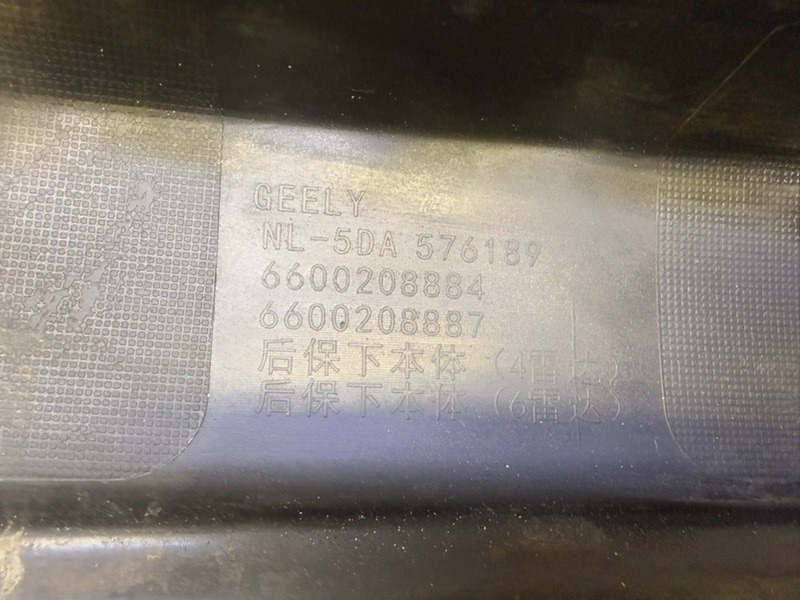 GEELY
NL-5DA 576189
6600208884
6600208887
后保下本体 (4雷达)
后保下本体 (6雷达)